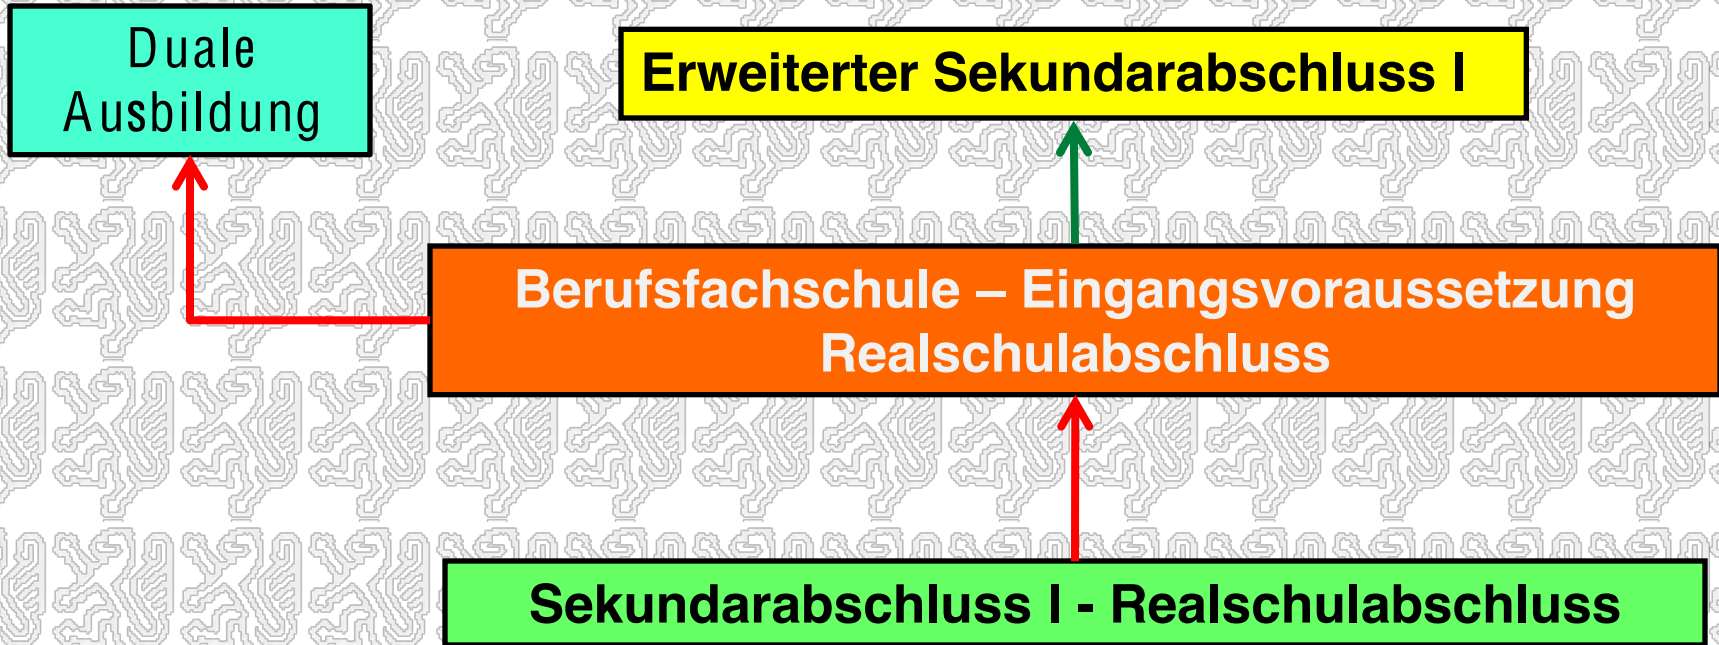 Duale
Ausbildung
Erweiterter Sekundarabschluss I
Berufsfachschule – Eingangsvoraussetzung
Realschulabschluss
Sekundarabschluss I - Realschulabschluss